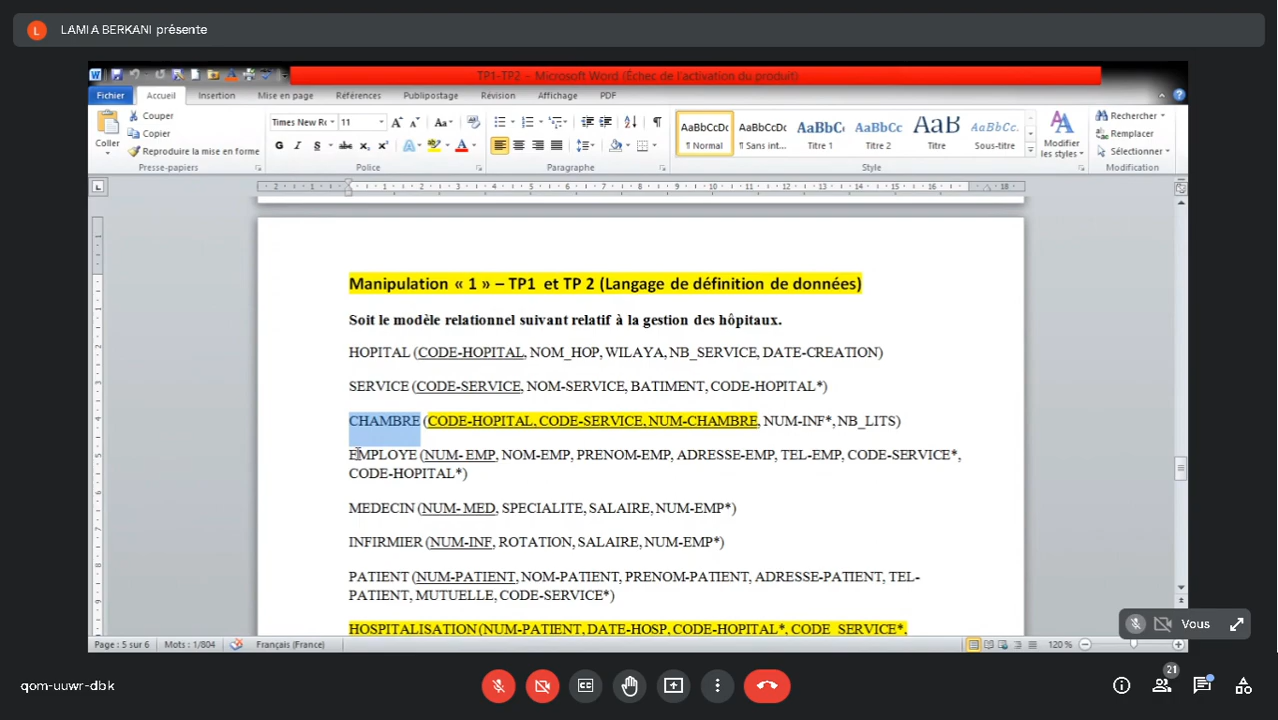 L LAMIA BERKANI présente
TP1-TP2 - Microsoft Word (Échec de l'activation du produit)
Fichier Accueil Insertion Mise en page Références Publipostage Révision Affichage PDF
Coller
Couper
Copier
Reproduire la mise en forme
Presse-papiers
Times New Ro 11
Police
Paragraphe
AaBbCcDc AaBbCcDc AaBbC AaBbCc AaB AaBbCc.
¶ Normal ¶ Sans int... Titre 1 Titre 2 Titre Sous-titre
Modifier les styles
Style
Rechercher
Remplacer
Sélectionner
Modification
Manipulation « 1 » – TP1 et TP 2 (Langage de définition de données)
Soit le modèle relationnel suivant relatif à la gestion des hôpitaux.
HOPITAL (CODE-HOPITAL, NOM_HOP, WILAYA, NB_SERVICE, DATE-CREATION)
SERVICE (CODE-SERVICE, NOM-SERVICE, BATIMENT, CODE-HOPITAL*)
CHAMBRE (CODE-HOPITAL, CODE-SERVICE, NUM-CHAMBRE, NUM-INF*, NB_LITS)
EMPLOYE (NUM- EMP, NOM-EMP, PRENOM-EMP, ADRESSE-EMP, TEL-EMP, CODE-SERVICE*,
CODE-HOPITAL*)
MEDECIN (NUM- MED, SPECIALITE, SALAIRE, NUM-EMP*)
INFIRMIER (NUM-INF, ROTATION, SALAIRE, NUM-EMP*)
PATIENT (NUM-PATIENT, NOM-PATIENT, PRENOM-PATIENT, ADRESSE-PATIENT, TEL-
PATIENT, MUTUELLE, CODE-SERVICE*)
HOSPITALISATION (NUM-PATIENT, DATE-HOSP, CODE-HOPITAL*, CODE_SERVICE*,
Page : 5 sur 6 Mots : 1/804 Français (France) 120 %
Vous
qom-uuwr-dbk
21